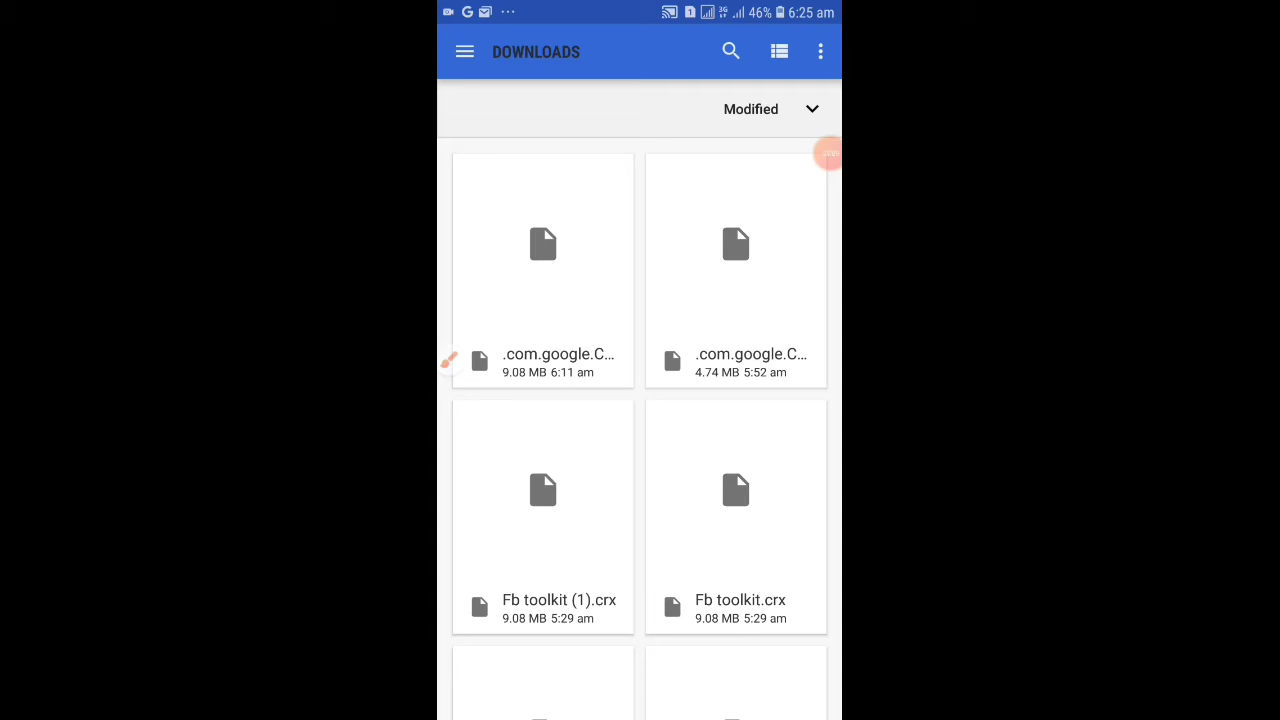 46% 6:25 am
DOWNLOADS
Modified
.com.google.C...
9.08 MB 6:11 am
.com.google.C...
4.74 MB 5:52 am
Fb toolkit (1).crx
9.08 MB 5:29 am
Fb toolkit.crx
9.08 MB 5:29 am